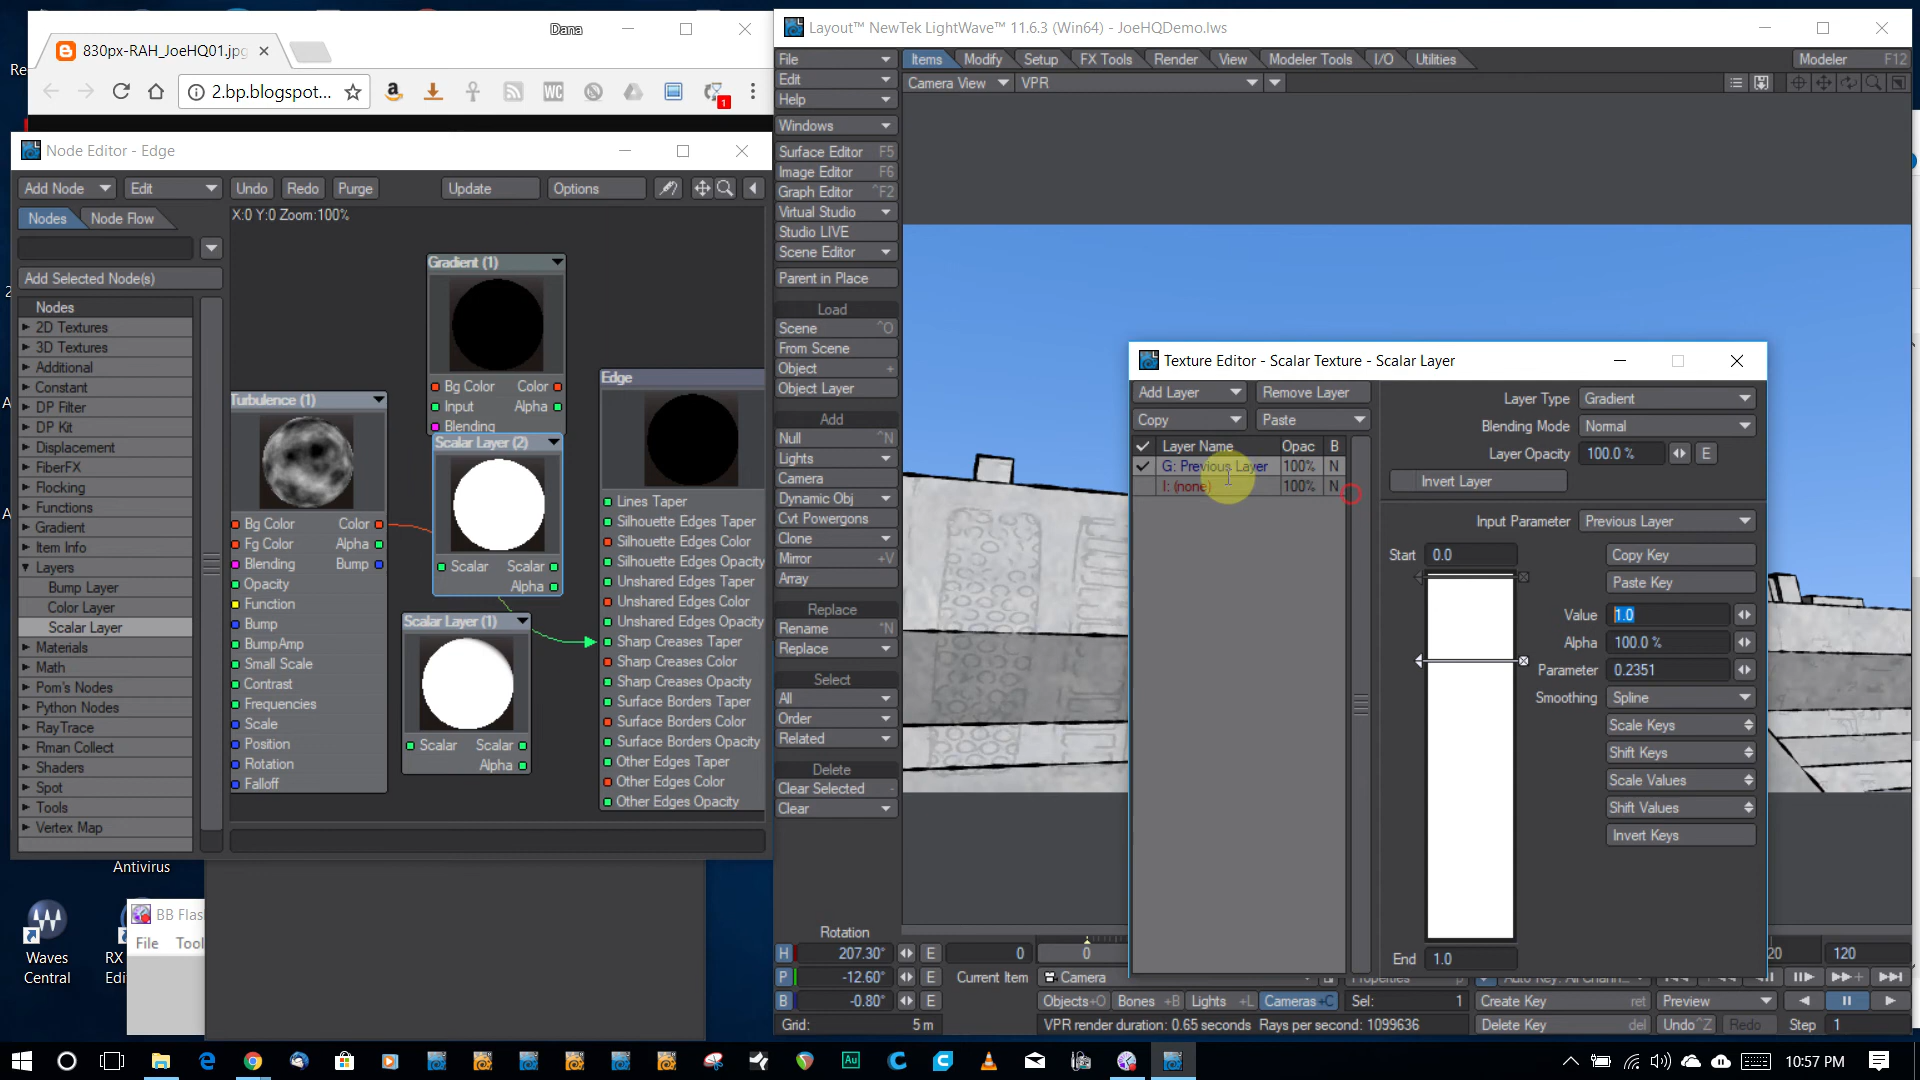 Dana
830px-RAH_JoeHQ01.jpg
2.bp.blogspot...
WC
1
Node Editor - Edge
Add Node
Edit
Undo
Redo
Purge
Update
Options
Nodes
Node Flow
X:0 Y:0 Zoom:100%
Add Selected Node(s)
Nodes
2D Textures
3D Textures
Additional
Constant
DP Filter
DP Kit
Displacement
FiberFX
Flocking
Functions
Gradient
Item Info
Layers
Bump Layer
Color Layer
Scalar Layer
Materials
Math
Pom's Nodes
Python Nodes
RayTrace
Rman Collect
Shaders
Spot
Tools
Vertex Map
Gradient (1)
Bg Color Color
Input Alpha
Blending
Turbulence (1)
Bg Color Color
Fg Color Alpha
Blending Bump
Opacity
Function
Bump
BumpAmp
Small Scale
Contrast
Frequencies
Scale
Position
Rotation
Falloff
Scalar Layer (2)
Scalar Scalar
Alpha
Scalar Layer (1)
Scalar Scalar
Alpha
Edge
Lines Taper
Silhouette Edges Taper
Silhouette Edges Color
Silhouette Edges Opacity
Unshared Edges Taper
Unshared Edges Color
Unshared Edges Opacity
Sharp Creases Taper
Sharp Creases Color
Sharp Creases Opacity
Surface Borders Taper
Surface Borders Color
Surface Borders Opacity
Other Edges Taper
Other Edges Color
Other Edges Opacity
Antivirus
Waves
Central
RX
Edit
BB Flas
File Tool
Layout™ NewTek LightWave™ 11.6.3 (Win64) - JoeHQDemo.lws
File
Edit
Help
Windows
Surface Editor F5
Image Editor F6
Graph Editor ^F2
Virtual Studio
Studio LIVE
Scene Editor
Parent in Place
Load
Scene ^O
From Scene
Object +
Object Layer
Add
Null ^N
Lights
Camera
Dynamic Obj
Cvt Powergons
Clone
Mirror +V
Array
Replace
Rename ^N
Replace
Select
All
Order
Related
Delete
Clear Selected -
Clear
Items
Modify
Setup
FX Tools
Render
View
Modeler Tools
I/O
Utilities
Modeler F12
Camera View
VPR
Texture Editor - Scalar Texture - Scalar Layer
Add Layer
Remove Layer
Copy
Paste
Layer Name Opac B
G: Previous Layer 100% N
I: (none) 100% N
Layer Type Gradient
Blending Mode Normal
Layer Opacity 100.0 % E
Invert Layer
Input Parameter Previous Layer
Start 0.0
Copy Key
Paste Key
Value 1.0
Alpha 100.0 %
Parameter 0.2351
Smoothing Spline
Scale Keys
Shift Keys
Scale Values
Shift Values
Invert Keys
End 1.0
Rotation
H 207.30° E
P -12.60° E
B -0.80° E
Grid: 5 m
0
0
20
120
Current Item Camera
Properties
Objects+O
Bones +B
Lights +L
Cameras+C
Sel: 1
Create Key ret
Preview
VPR render duration: 0.65 seconds Rays per second: 1099636
Delete Key del
Undo^Z
Redo
Step 1
Au
10:57 PM